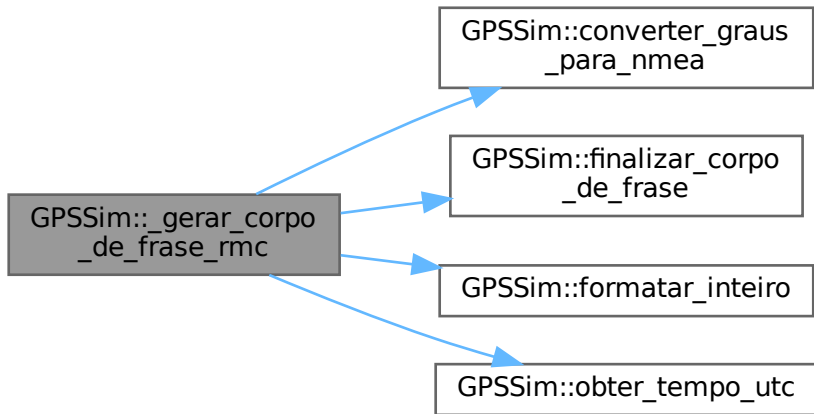 GPSSim::_gerar_corpo
_de_frase_rmc
GPSSim::converter_graus
_para_nmea
GPSSim::finalizar_corpo
_de_frase
GPSSim::formatar_inteiro
GPSSim::obter_tempo_utc